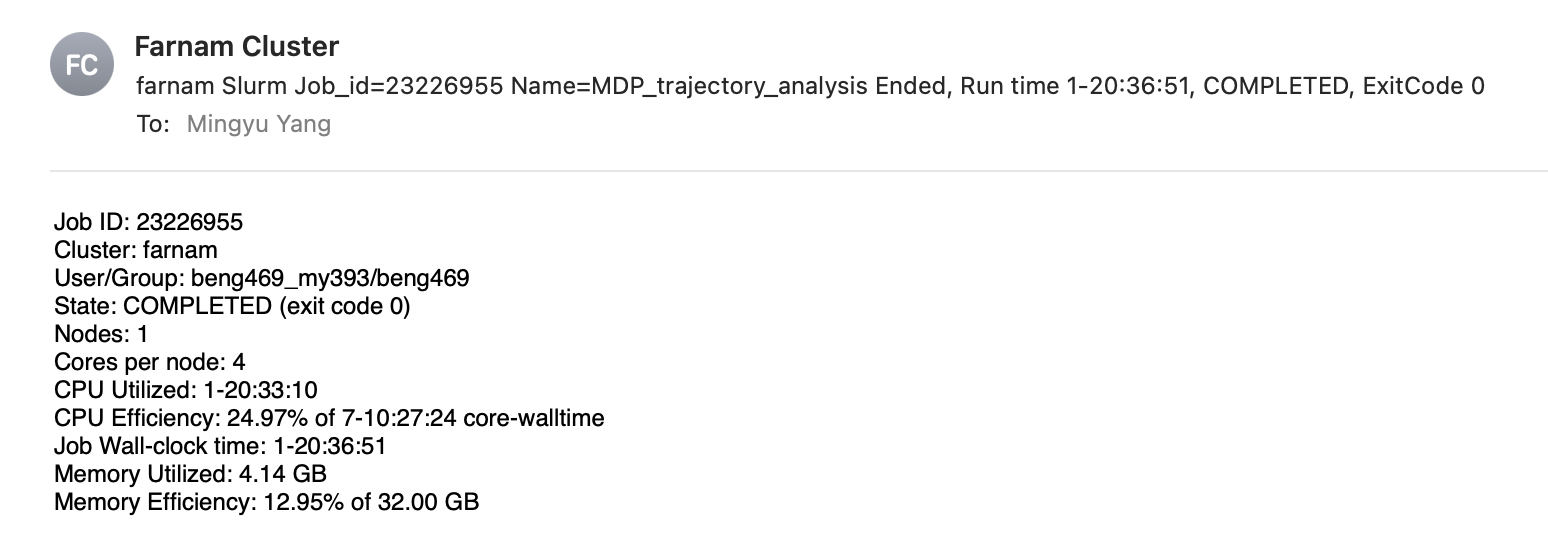 FC
Farnam Cluster
farnam Slurm Job_id=23226955 Name=MDP_trajectory_analysis Ended, Run time 1-20:36:51, COMPLETED, ExitCode 0
To: Mingyu Yang
Job ID: 23226955
Cluster: farnam
User/Group: beng469_my393/beng469
State: COMPLETED (exit code 0)
Nodes: 1
Cores per node: 4
CPU Utilized: 1-20:33:10
CPU Efficiency: 24.97% of 7-10:27:24 core-walltime
Job Wall-clock time: 1-20:36:51
Memory Utilized: 4.14 GB
Memory Efficiency: 12.95% of 32.00 GB